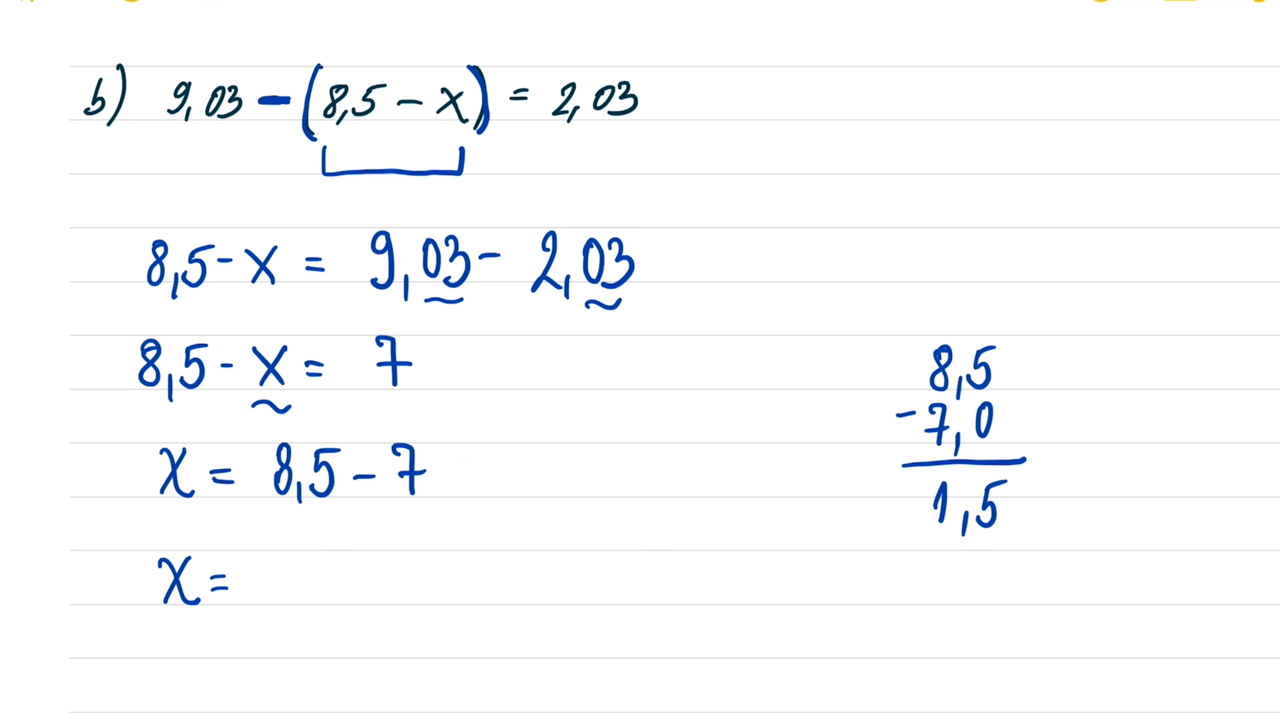 b) 9,03 - (8,5 - x) = 2,03
8,5 - x = 9,03 - 2,03
8,5 - x = 7
x = 8,5 - 7
x =
8,5
- 7,0
1,5